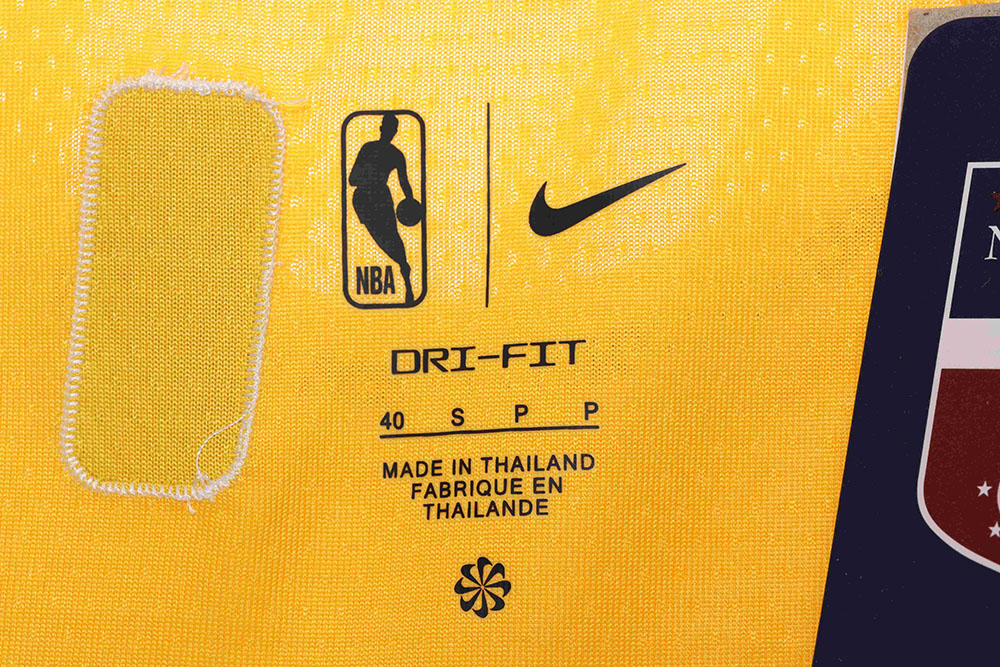 NBA
DRI-FIT
40 S P P
MADE IN THAILAND
FABRIQUE EN
THAILANDE